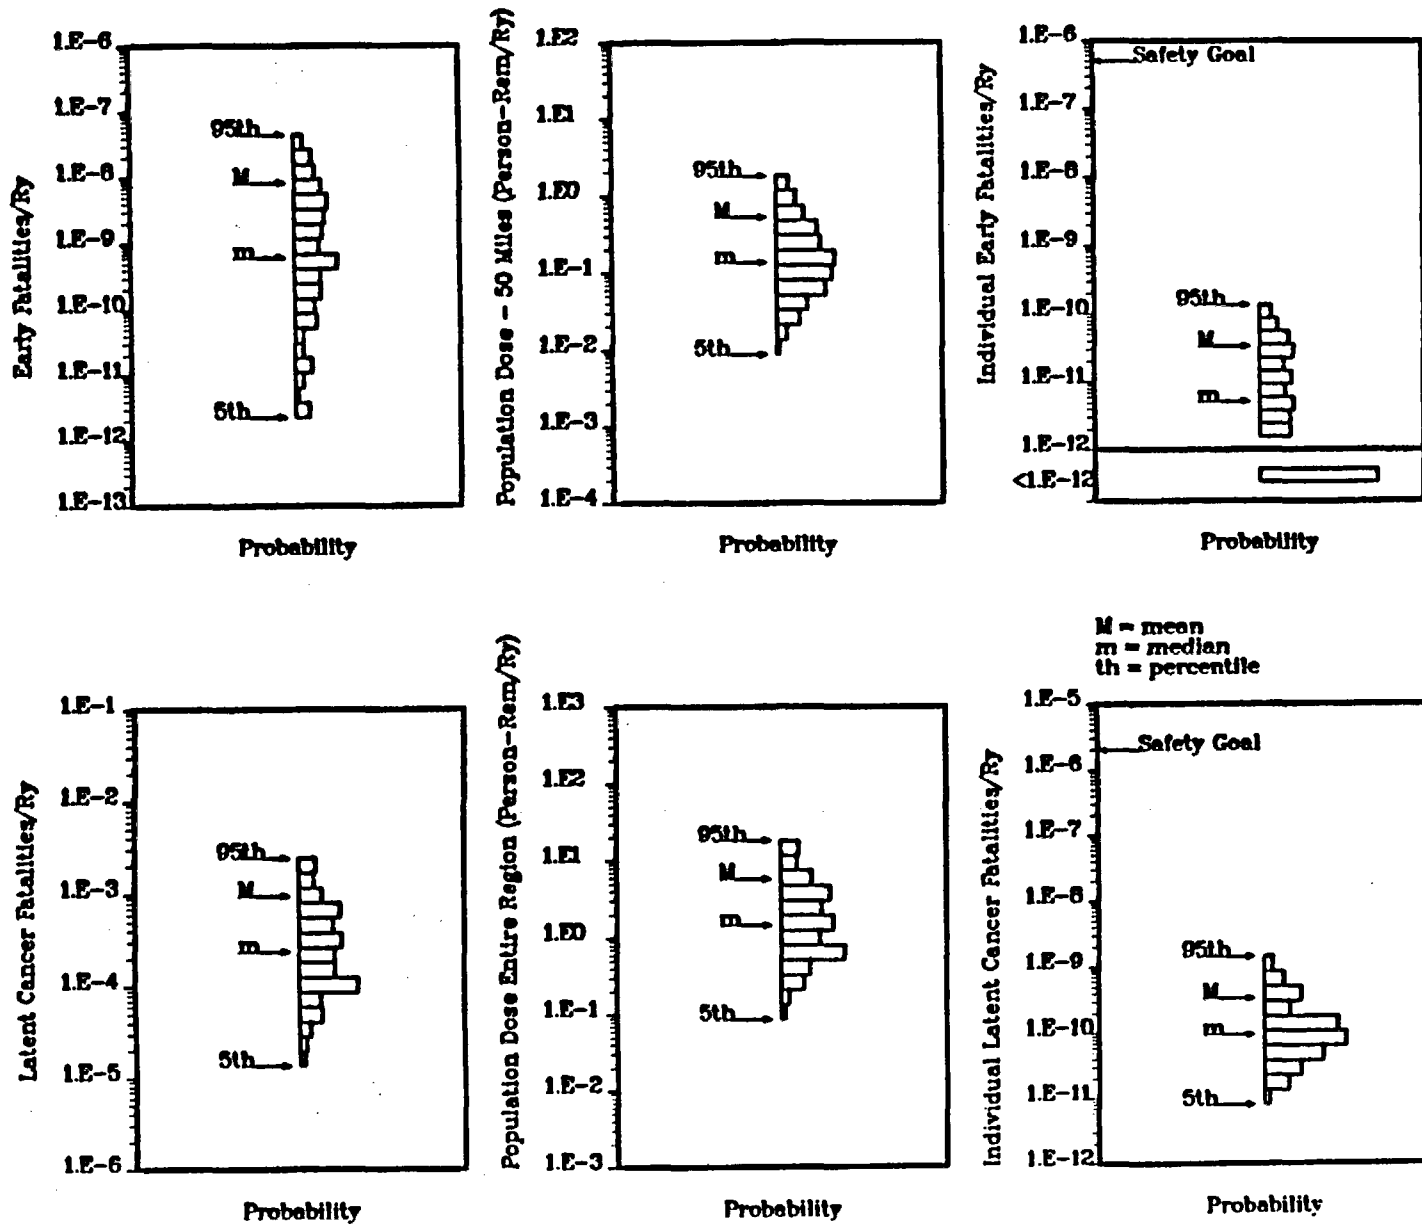 Early Fatalities/Ry
1.E-6
1.E-7
1.E-8
1.E-9
1.E-10
1.E-11
1.E-12
1.E-13
95th
M
m
5th
Probability
Population Dose - 50 Miles (Person-Rem/Ry)
1.E2
1.E1
1.E0
1.E-1
1.E-2
1.E-3
1.E-4
95th
M
m
5th
Probability
Individual Early Fatalities/Ry
1.E-6
1.E-7
1.E-8
1.E-9
1.E-10
1.E-11
1.E-12
<1.E-12
Safety Goal
95th
M
m
Probability
M = mean
m = median
th = percentile
Latent Cancer Fatalities/Ry
1.E-1
1.E-2
1.E-3
1.E-4
1.E-5
1.E-6
95th
M
m
5th
Probability
Population Dose Entire Region (Person-Rem/Ry)
1.E3
1.E2
1.E1
1.E0
1.E-1
1.E-2
1.E-3
95th
M
m
5th
Probability
Individual Latent Cancer Fatalities/Ry
1.E-5
1.E-6
1.E-7
1.E-8
1.E-9
1.E-10
1.E-11
1.E-12
Safety Goal
95th
M
m
5th
Probability